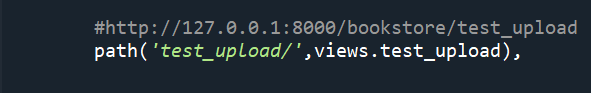 #http://127.0.0.1:8000/bookstore/test_upload
path('test_upload/',views.test_upload),